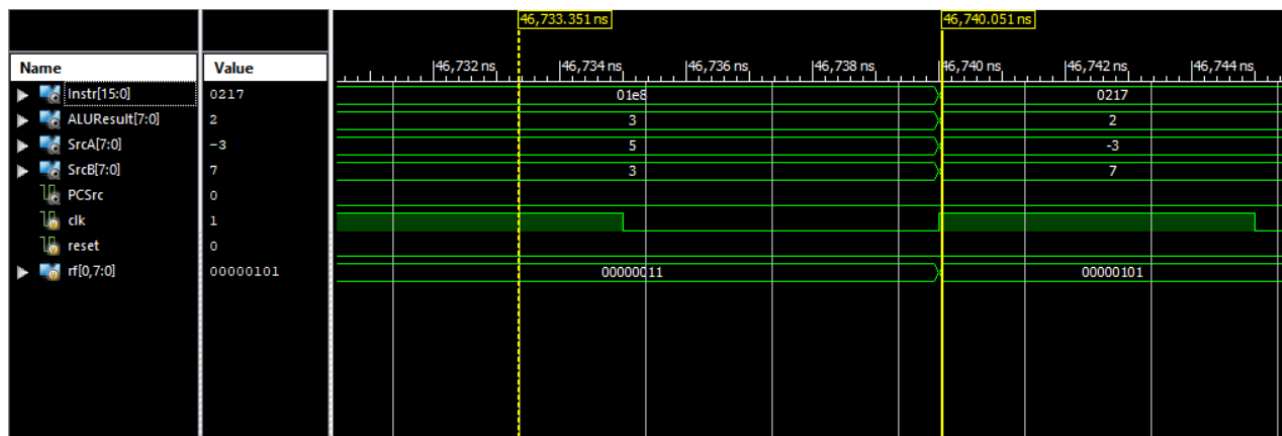 46,733.351 ns 46,740.051 ns
Name Value 46,732 ns 46,734 ns 46,736 ns 46,738 ns 46,740 ns 46,742 ns 46,744 ns
Instr[15:0] 0217 01e8 0217
ALUResult[7:0] 2 3 2
SrcA[7:0] -3 5 -3
SrcB[7:0] 7 3 7
PCSrc 0
clk 1
reset 0
rf[0,7:0] 00000101 00000011 00000101